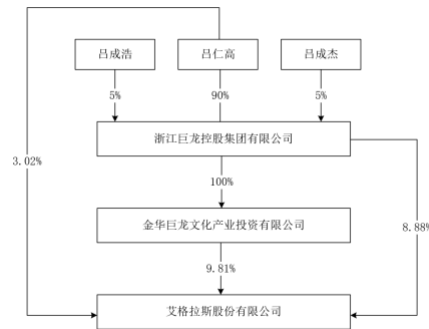 吕成浩
吕仁高
吕成杰
5%
90%
5%
浙江巨龙控股集团有限公司
3.02%
100%
金华巨龙文化产业投资有限公司
8.88%
9.81%
艾格拉斯股份有限公司